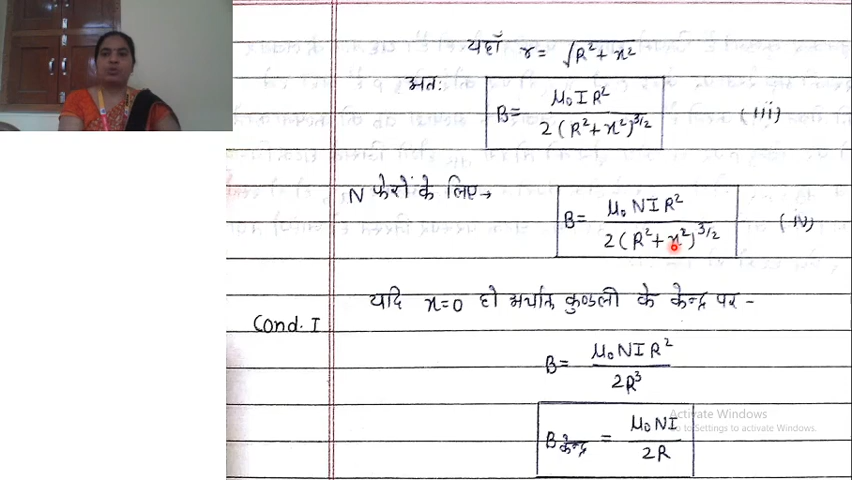 यहाँ r = √R²+x²
अतः B = μ₀ I R² / 2 (R²+x²)^3/2 (iii)
N फेरों के लिए→ B = μ₀ N I R² / 2 (R²+x²)^3/2 (iv)
यदि x=0 हो अर्थात कुण्डली के केन्द्र पर -
Cond. I
B = μ₀ N I R² / 2R³
B केन्द्र = μ₀ N I / 2R
Activate Windows
o to Settings to activate Windows.